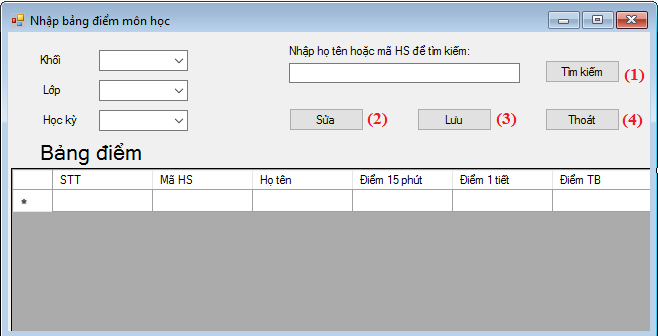 Nhập bảng điểm môn học
Nhập họ tên hoặc mã HS để tìm kiếm:
Khối
Tìm kiếm (1)
Lớp
Học kỳ
Sửa (2)
Lưu (3)
Thoát (4)
Bảng điểm
STT Mã HS Họ tên Điểm 15 phút Điểm 1 tiết Điểm TB
*